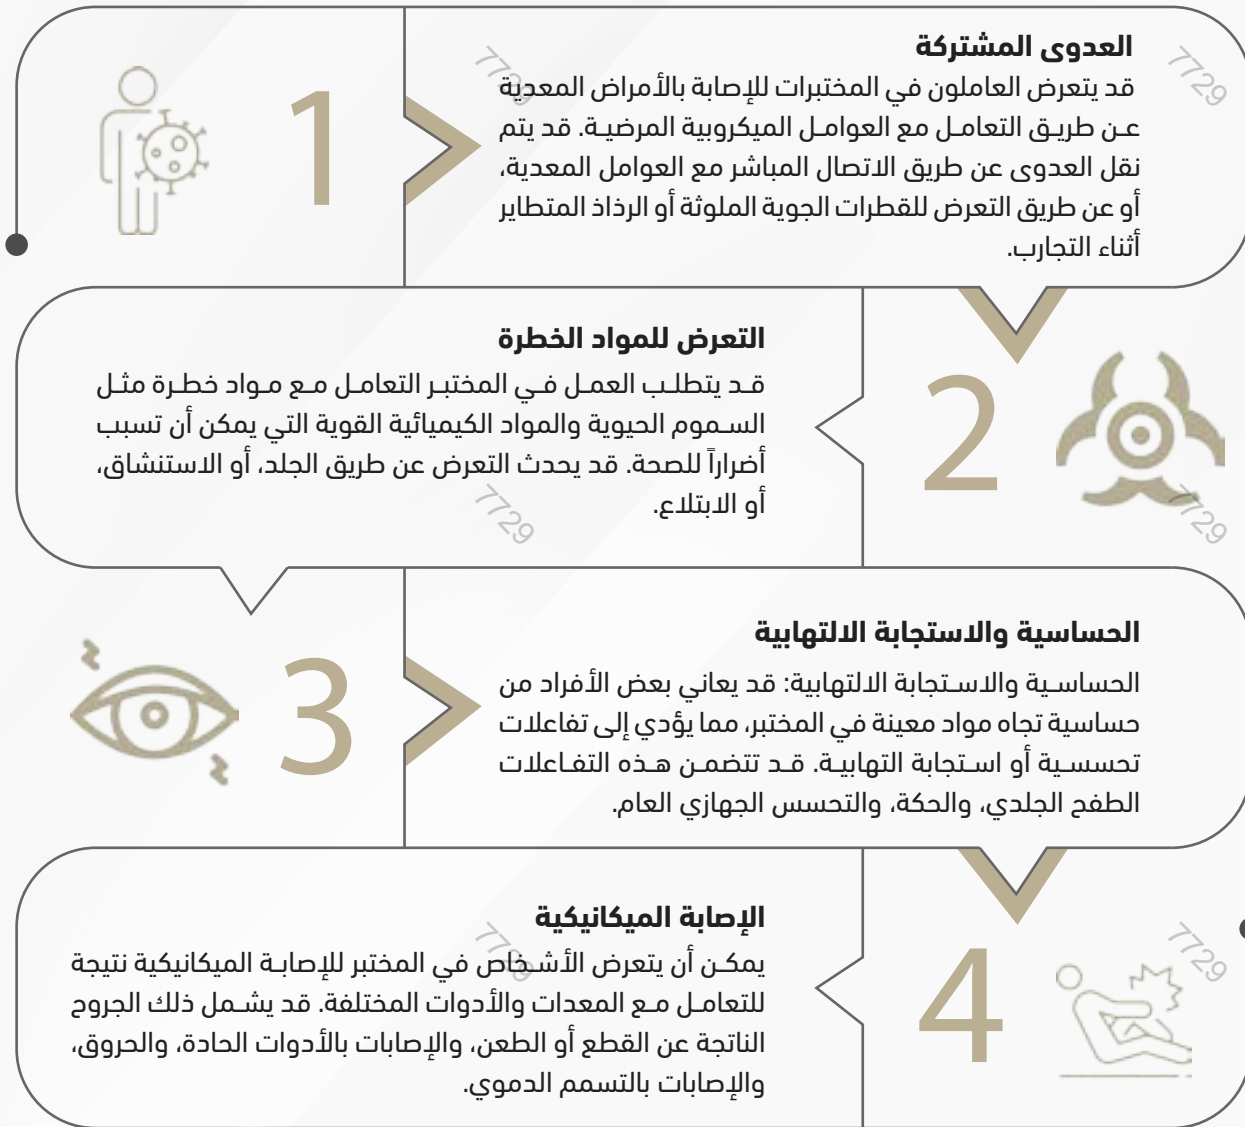 العدوى المشتركة
قد يتعرض العاملون في المختبرات للإصابة بالأمراض المعدية
عن طريق التعامل مع العوامل الميكروبية المرضية. قد يتم
نقل العدوى عن طريق الاتصال المباشر مع العوامل المعدية،
أو عن طريق التعرض للقطرات الجوية الملوثة أو الرذاذ المتطاير
أثناء التجارب.
1
7729
7729
التعرض للمواد الخطرة
قد يتطلب العمل في المختبر التعامل مع مواد خطرة مثل
السموم الحيوية والمواد الكيميائية القوية التي يمكن أن تسبب
أضراراً للصحة. قد يحدث التعرض عن طريق الجلد، أو الاستنشاق،
أو الابتلاع.
2
7729
7729
الحساسية والاستجابة الالتهابية
الحساسية والاستجابة الالتهابية: قد يعاني بعض الأفراد من
حساسية تجاه مواد معينة في المختبر، مما يؤدي إلى تفاعلات
تحسسية أو استجابة التهابية. قد تتضمن هذه التفاعلات
الطفح الجلدي، والحكة، والتحسس الجهازي العام.
3
الإصابة الميكانيكية
يمكن أن يتعرض الأشخاص في المختبر للإصابة الميكانيكية نتيجة
للتعامل مع المعدات والأدوات المختلفة. قد يشمل ذلك الجروح
الناتجة عن القطع أو الطعن، والإصابات بالأدوات الحادة، والحروق،
والإصابات بالتسمم الدموي.
4
7729
7729